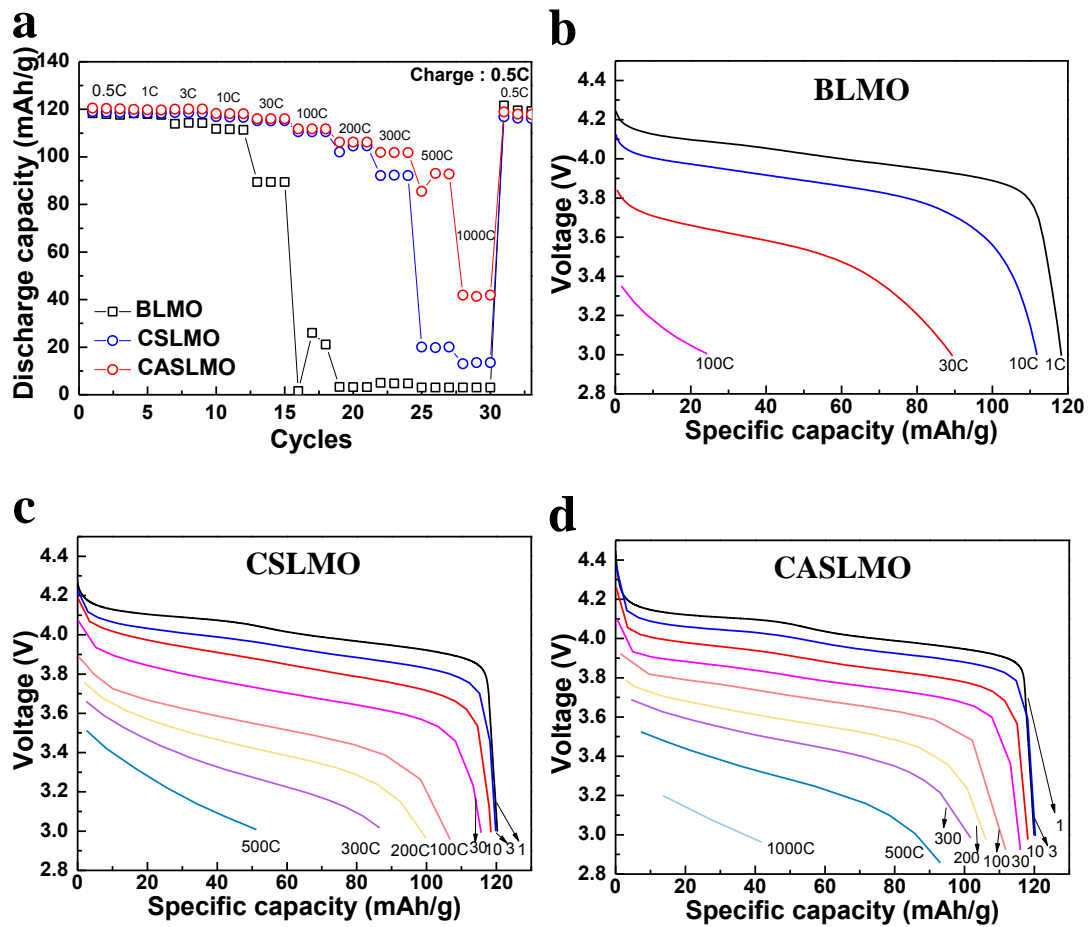 a
Discharge capacity (mAh/g)
140
120
100
80
60
40
20
0
Charge : 0.5C
0.5C 1C 3C 10C 30C 100C 200C 300C 500C 1000C 0.5C
BLMO
CSLMO
CASLMO
0 5 10 15 20 25 30
Cycles
b
BLMO
Voltage (V)
4.4
4.2
4.0
3.8
3.6
3.4
3.2
3.0
2.8
100C 30C 10C 1C
0 20 40 60 80 100 120
Specific capacity (mAh/g)
c
CSLMO
Voltage (V)
4.4
4.2
4.0
3.8
3.6
3.4
3.2
3.0
2.8
500C 300C 200C 100C 30 10 3 1
0 20 40 60 80 100 120
Specific capacity (mAh/g)
d
CASLMO
Voltage (V)
4.4
4.2
4.0
3.8
3.6
3.4
3.2
3.0
2.8
1000C 500C 300 200 100 30 10 3 1
0 20 40 60 80 100 120
Specific capacity (mAh/g)